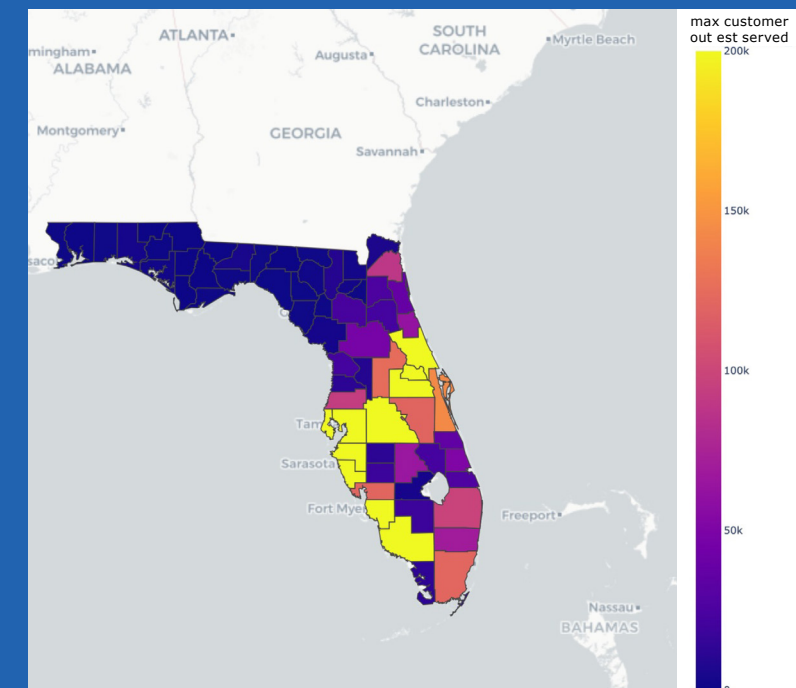 max customer
out est served
200k
150k
100k
50k
ATLANTA
SOUTH
CAROLINA
Myrtle Beach
mingham
Augusta
ALABAMA
Charleston
Montgomery
GEORGIA
Savannah
saco
Tam
Sarasota
Fort Mye
Freeport
Nassau
BAHAMAS